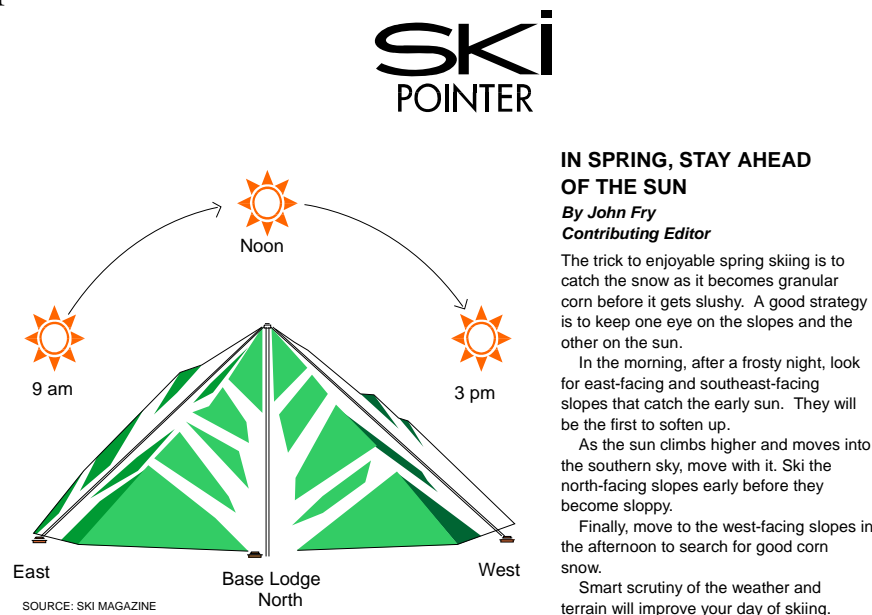 SKi
POINTER
Noon
9 am
3 pm
East
Base Lodge
North
West
SOURCE: SKI MAGAZINE
IN SPRING, STAY AHEAD
OF THE SUN
By John Fry
Contributing Editor
The trick to enjoyable spring skiing is to
catch the snow as it becomes granular
corn before it gets slushy.  A good strategy
is to keep one eye on the slopes and the
other on the sun.
In the morning, after a frosty night, look
for east-facing and southeast-facing
slopes that catch the early sun.  They will
be the first to soften up.
As the sun climbs higher and moves into
the southern sky, move with it. Ski the
north-facing slopes early before they
become sloppy.
Finally, move to the west-facing slopes in
the afternoon to search for good corn
snow.
Smart scrutiny of the weather and
terrain will improve your day of skiing.